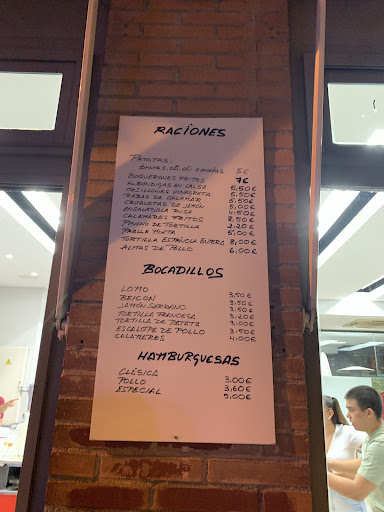 RACIONES
PATATAS:
bravas, ali-oli o mixtas 5€
BOQUERONES FRITOS 7€
ALBONDIGAS EN SALSA 5,50€
MEJILLONES VINAGRETA 5,50€
RABAS DE CALAMAR 6,50€
CROQUETAS DE JAMÓN 5,00€
ENSALADILLA RUSA 4,50€
CALAMARES FRITOS 8,50€
PINCHO DE TORTILLA 2,20€
PAELLA MIXTA 5,00€
TORTILLA ESPAÑOLA ENTERA 8,00€
ALITAS DE POLLO 6,00€
BOCADILLOS
LOMO 3,50€
BEICON 3,50€
JAMÓN SERRANO 3,50€
TORTILLA FRANCESA 3,20€
TORTILLA DE PATATA 3,00€
ESCALOPE DE POLLO 3,50€
CALAMARES 4,00€
HAMBURGUESAS
CLÁSICA 3,00€
POLLO 3,60€
ESPECIAL 5,00€